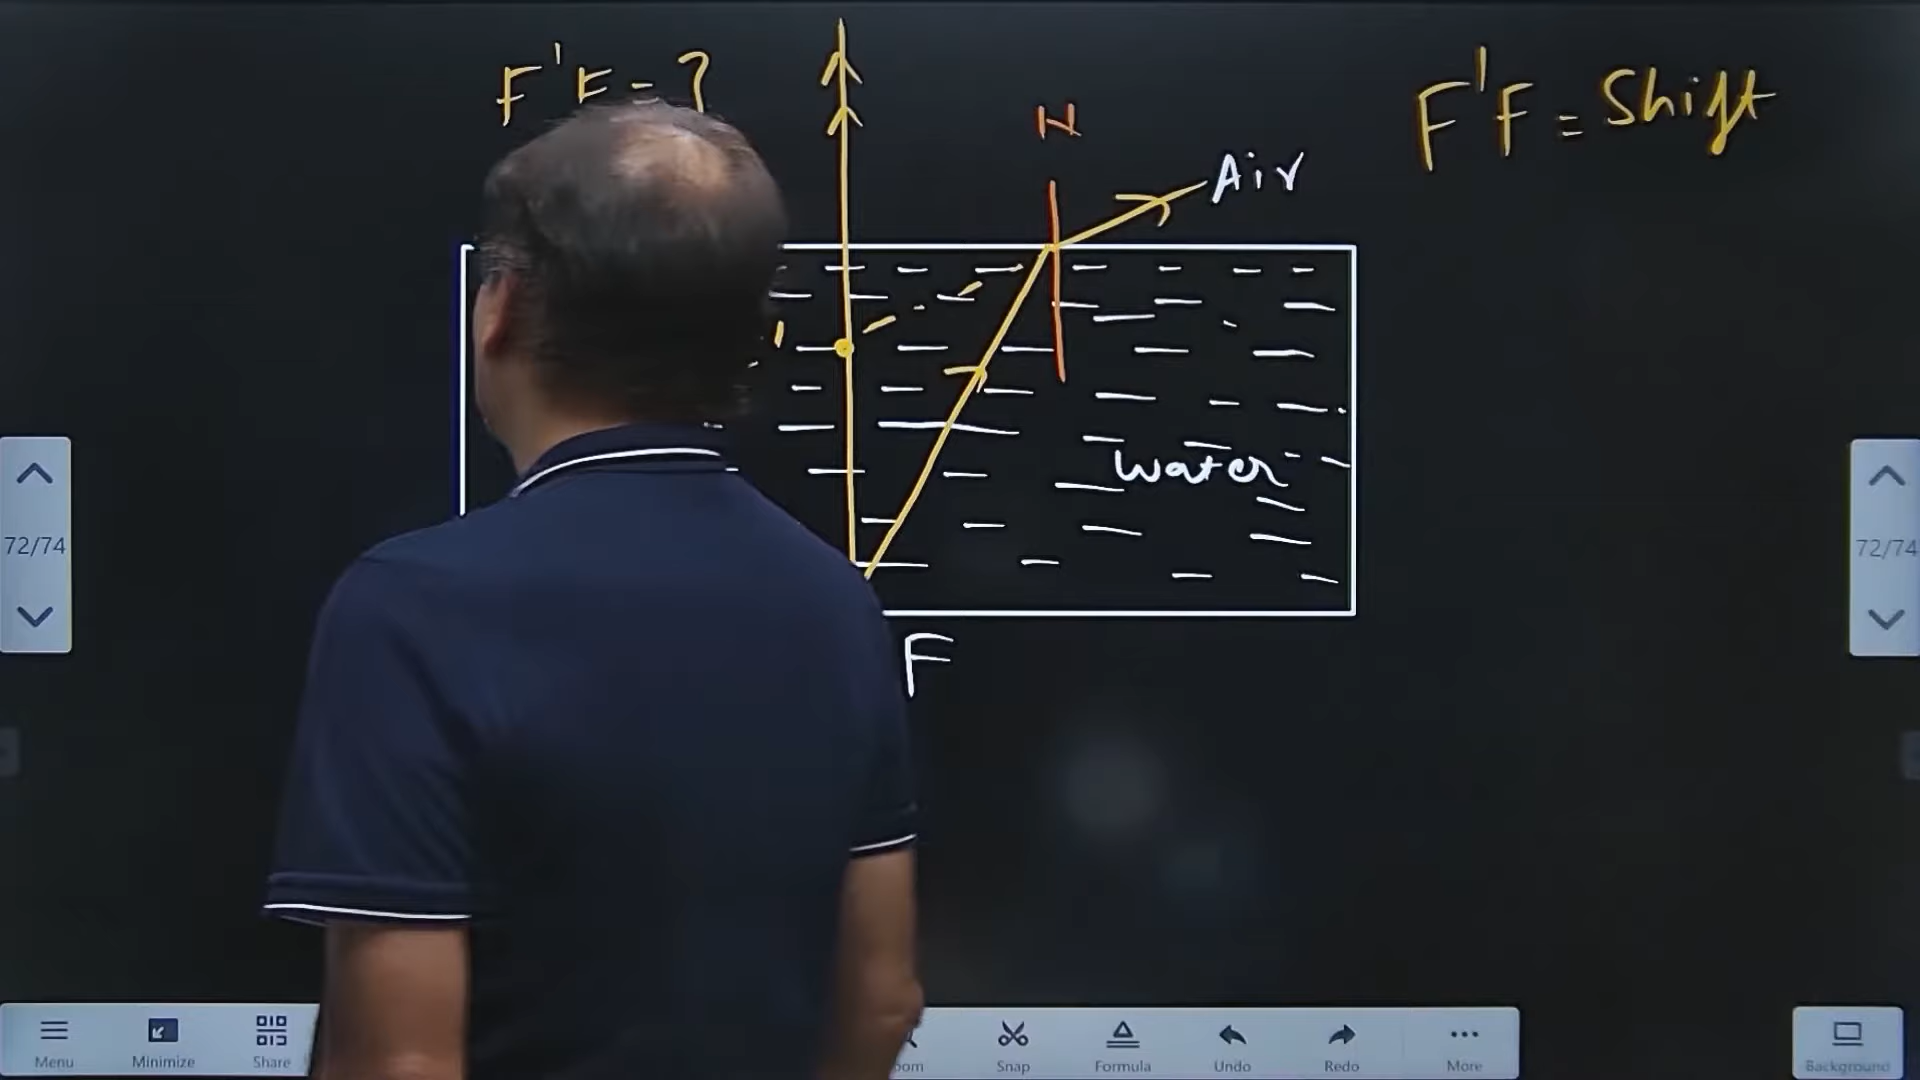 F'F = ?
F'F = Shift
N
Air
Water
F
72/74
72/74
Menu
Minimize
Share
Snap
Formula
Undo
Redo
More
Background